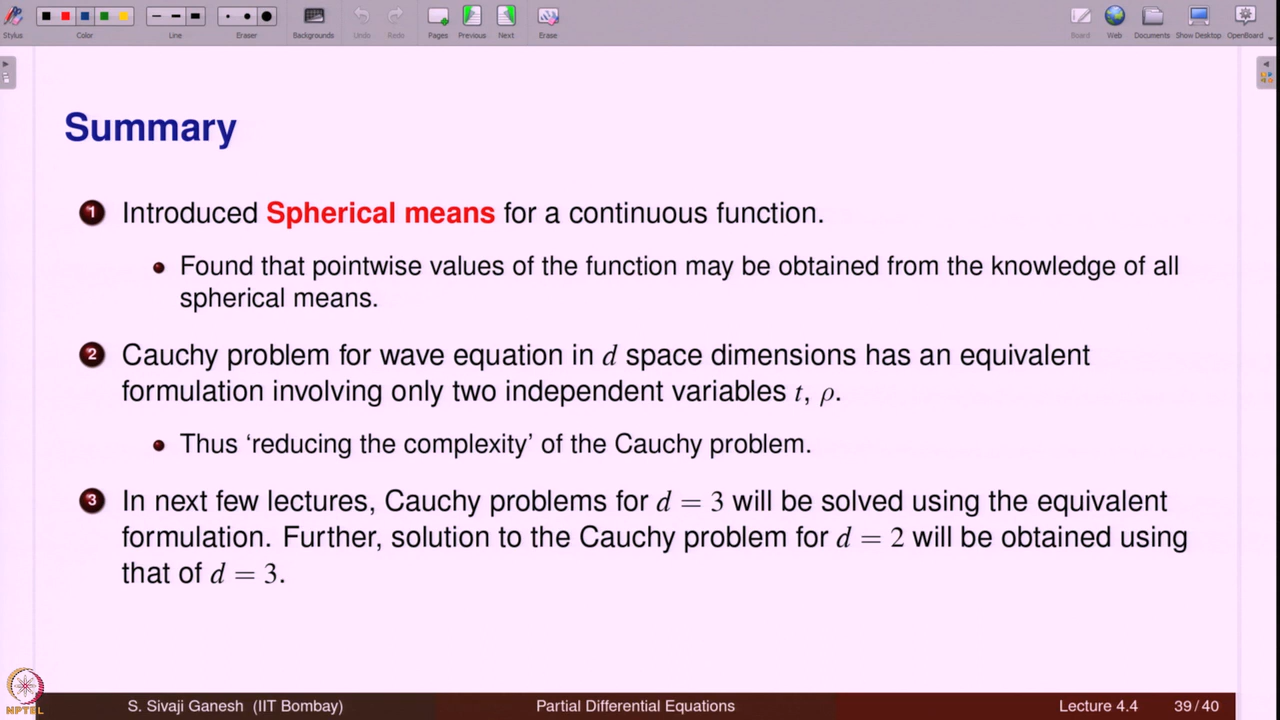 Stylus
Color
Line
Eraser
Backgrounds
Undo
Redo
Pages
Previous
Next
Erase
Board
Web
Documents
Show Desktop
OpenBoard
Summary
1 Introduced Spherical means for a continuous function.
Found that pointwise values of the function may be obtained from the knowledge of all
spherical means.
2 Cauchy problem for wave equation in d space dimensions has an equivalent
formulation involving only two independent variables t, ρ.
Thus ‘reducing the complexity’ of the Cauchy problem.
3 In next few lectures, Cauchy problems for d = 3 will be solved using the equivalent
formulation. Further, solution to the Cauchy problem for d = 2 will be obtained using
that of d = 3.
NPTEL
S. Sivaji Ganesh (IIT Bombay) Partial Differential Equations Lecture 4.4 39 / 40